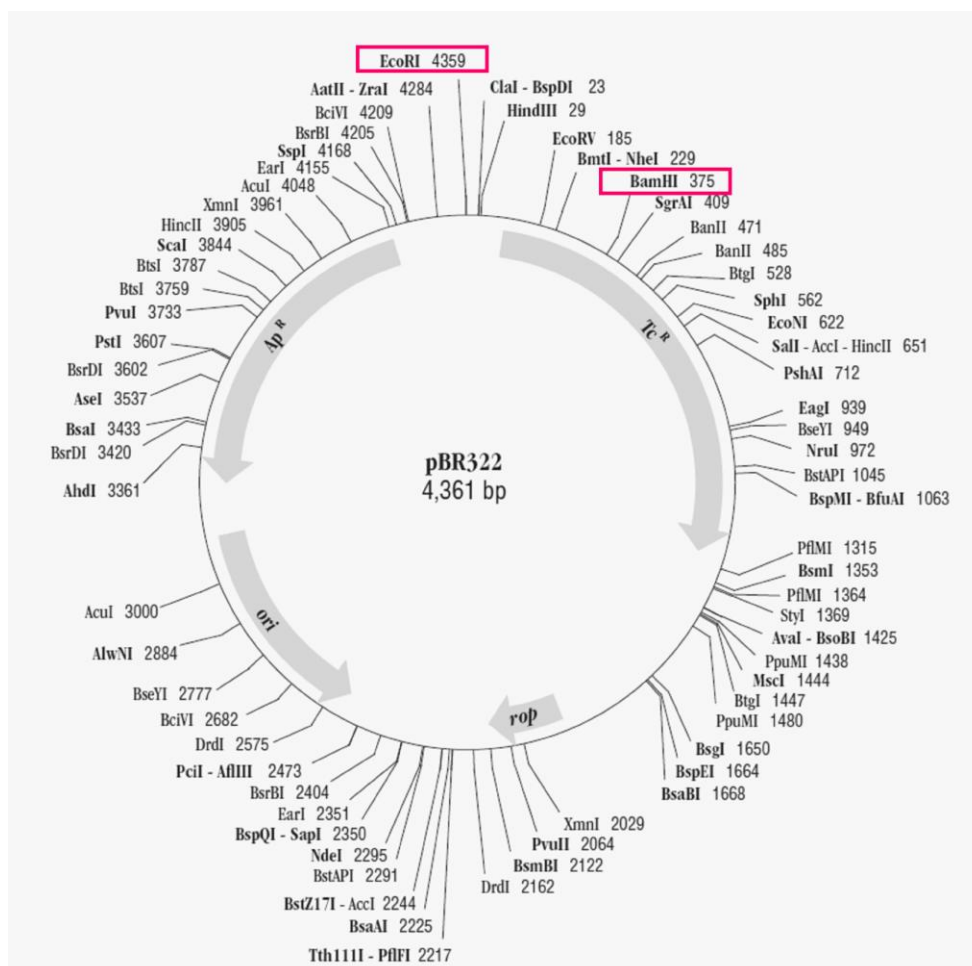 EcoRI 4359
AatII - ZraI 4284
BciVI 4209
BsrBI 4205
SspI 4168
EarI 4155
AcuI 4048
XmnI 3961
HincII 3905
ScaI 3844
BtsI 3787
BtsI 3759
PvuI 3733
PstI 3607
BsrDI 3602
AseI 3537
BsaI 3433
BsrDI 3420
AhdI 3361
AcuI 3000
AlwNI 2884
BseYI 2777
BciVI 2682
DrdI 2575
PciI - AflIII 2473
BsrBI 2404
EarI 2351
BspQI - SapI 2350
NdeI 2295
BstAPI 2291
BstZ17I - AccI 2244
BsaAI 2225
Tth111I - PflFI 2217
ClaI - BspDI 23
HindIII 29
EcoRV 185
BmtI - NheI 229
BamHI 375
SgrAI 409
BanII 471
BanII 485
BtgI 528
SphI 562
EcoNI 622
SalI - AccI - HincII 651
PshAI 712
EagI 939
BseYI 949
NruI 972
BstAPI 1045
BspMI - BfuAI 1063
PflMI 1315
BsmI 1353
PflMI 1364
StyI 1369
AvaI - BsoBI 1425
PpuMI 1438
MscI 1444
BtgI 1447
PpuMI 1480
BsgI 1650
BspEI 1664
BsaBI 1668
XmnI 2029
PvuII 2064
BsmBI 2122
DrdI 2162
Ap R
Tc R
pBR322
4,361 bp
ori
rop